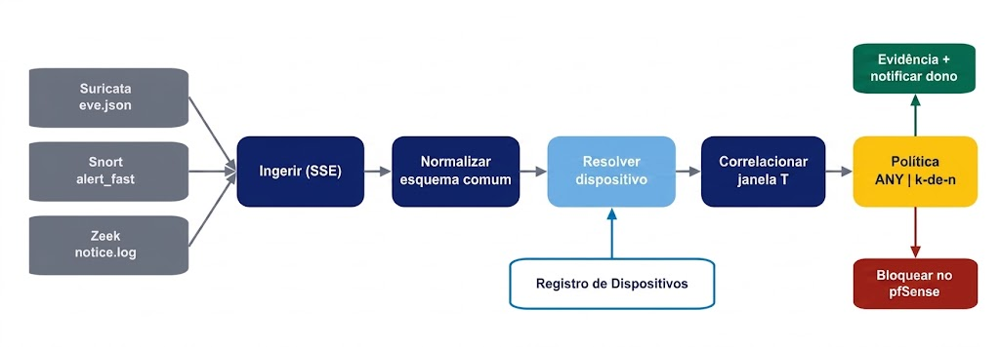 Suricata
eve.json
Snort
alert_fast
Zeek
notice.log
Ingerir (SSE)
Normalizar
esquema comum
Resolver
dispositivo
Registro de Dispositivos
Correlacionar
janela T
Política
ANY | k-de-n
Evidência +
notificar dono
Bloquear no
pfSense